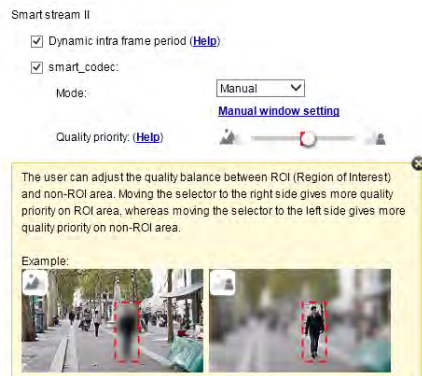 Smart stream II
Dynamic intra frame period (Help)
smart_codec:
Mode:
Manual
Manual window setting
Quality priority: (Help)
The user can adjust the quality balance between ROI (Region of Interest)
and non-ROI area. Moving the selector to the right side gives more quality
priority on ROI area, whereas moving the selector to the left side gives more
quality priority on non-ROI area.
Example: